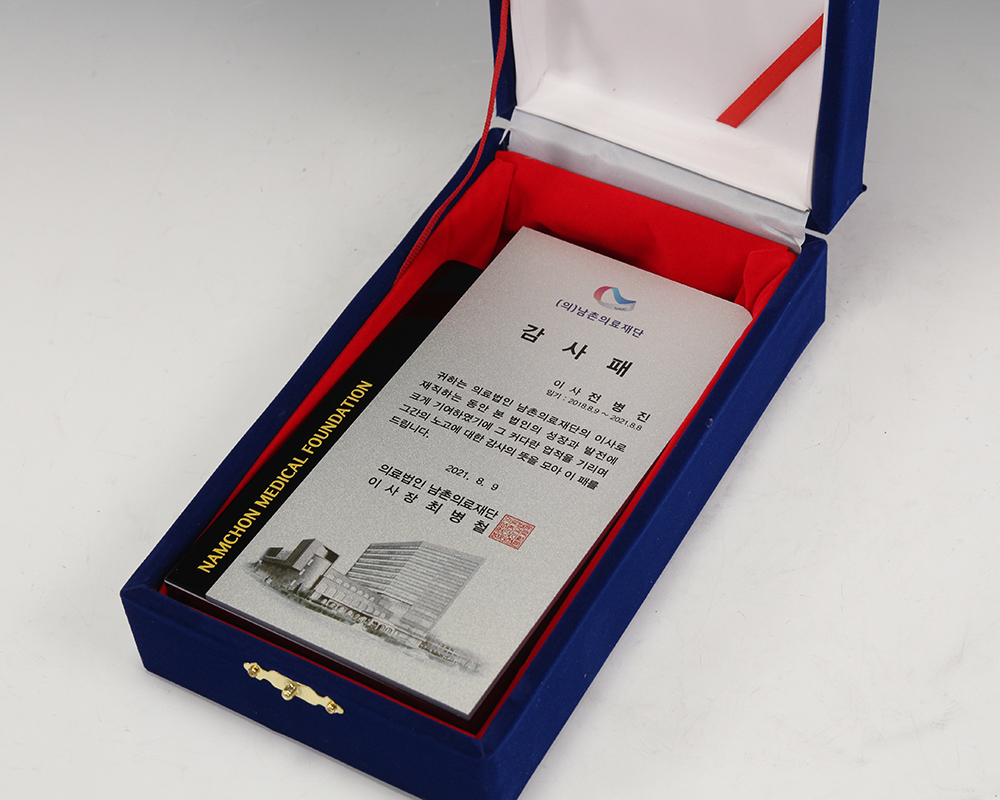 (의)남촌의료재단
감 사 패
이 사 전 병 진
임기 : 2018.8.9 ~ 2021.8.8
귀하는 의료법인 남촌의료재단의 이사로
재직하는 동안 본 법인의 성장과 발전에
크게 기여하였기에 그 커다란 업적을 기리며
그간의 노고에 대한 감사의 뜻을 모아 이 패를
드립니다.
2021. 8. 9
의료법인 남촌의료재단
이 사 장 최 병 철
NAMCHON MEDICAL FOUNDATION